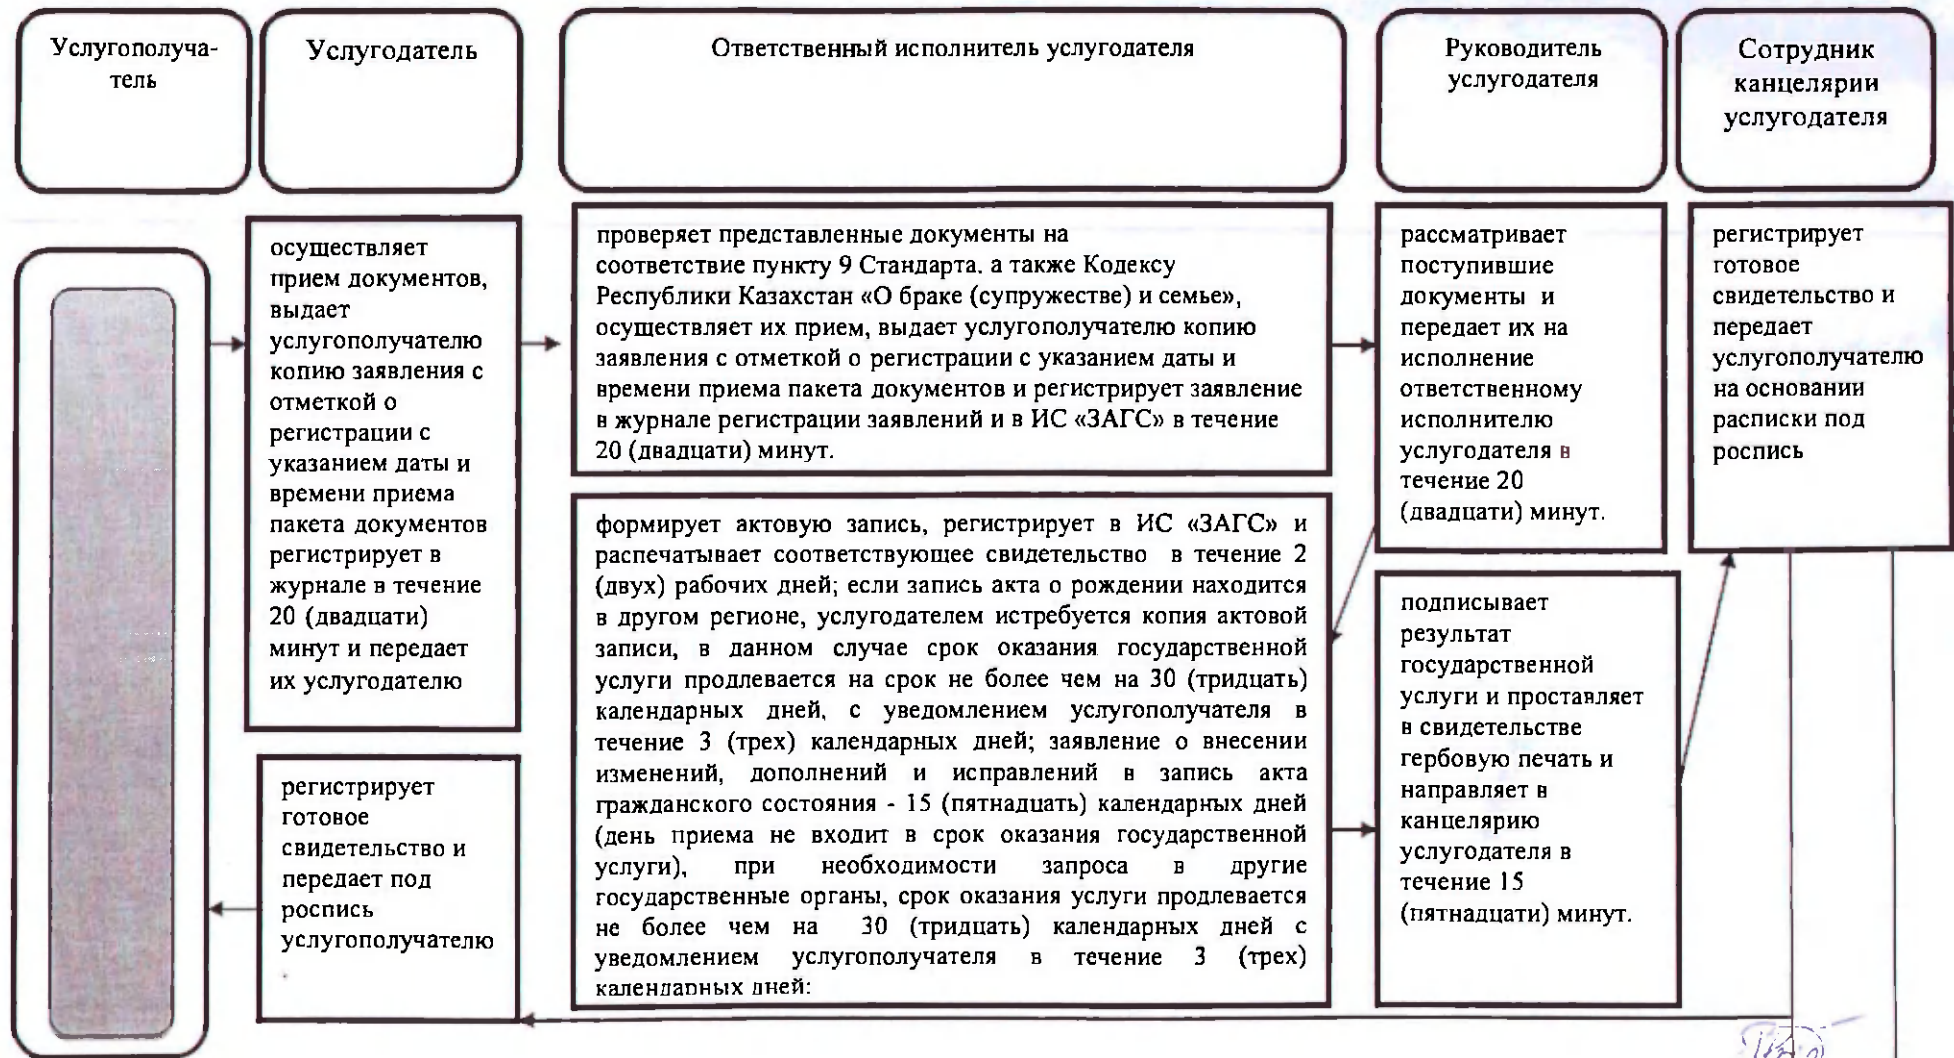 Услугополуча-
тель
Услугодатель
Ответственный исполнитель услугодателя
Руководитель
услугодателя
Сотрудник
канцелярии
услугодателя
осуществляет
прием документов,
выдает
услугополучателю
копию заявления с
отметкой о
регистрации с
указанием даты и
времени приема
пакета документов
регистрирует в
журнале в течение
20 (двадцати)
минут и передает
их услугодателю
проверяет представленные документы на
соответствие пункту 9 Стандарта. а также Кодексу
Республики Казахстан «О браке (супружестве) и семье»,
осуществляет их прием, выдает услугополучателю копию
заявления с отметкой о регистрации с указанием даты и
времени приема пакета документов и регистрирует заявление
в журнале регистрации заявлений и в ИС «ЗАГС» в течение
20 (двадцати) минут.
рассматривает
поступившие
документы и
передает их на
исполнение
ответственному
исполнителю
услугодателя в
течение 20
(двадцати) минут.
регистрирует
готовое
свидетельство и
передает
услугополучателю
на основании
расписки под
роспись
формирует актовую запись, регистрирует в ИС «ЗАГС» и
распечатывает соответствующее свидетельство в течение 2
(двух) рабочих дней; если запись акта о рождении находится
в другом регионе, услугодателем истребуется копия актовой
записи, в данном случае срок оказания государственной
услуги продлевается на срок не более чем на 30 (тридцать)
календарных дней, с уведомлением услугополучателя в
течение 3 (трех) календарных дней; заявление о внесении
изменений, дополнений и исправлений в запись акта
гражданского состояния - 15 (пятнадцать) календарных дней
(день приема не входит в срок оказания государственной
услуги), при необходимости запроса в другие
государственные органы, срок оказания услуги продлевается
не более чем на 30 (тридцать) календарных дней с
уведомлением услугополучателя в течение 3 (трех)
календарных дней:
подписывает
результат
государственной
услуги и проставляет
в свидетельстве
гербовую печать и
направляет в
канцелярию
услугодателя в
течение 15
(пятнадцати) минут.
регистрирует
готовое
свидетельство и
передает под
роспись
услугополучателю